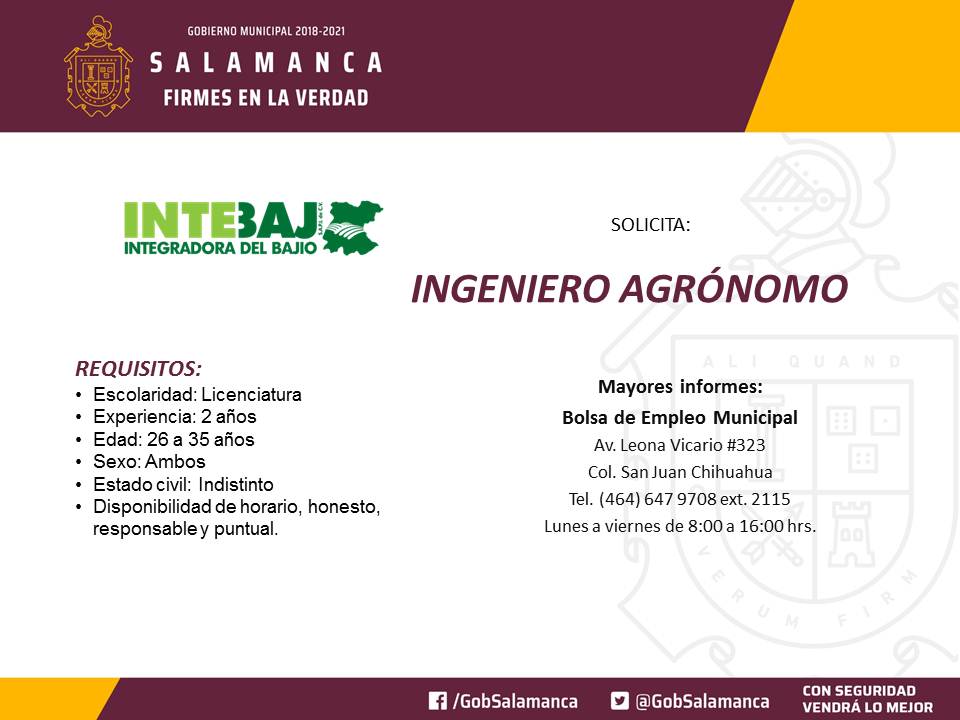 GOBIERNO MUNICIPAL 2018-2021
SALAMANCA
FIRMES EN LA VERDAD
INTEBAJ S.A.P.I. de C.V.
INTEGRADORA DEL BAJIO
SOLICITA:
INGENIERO AGRÓNOMO
REQUISITOS:
• Escolaridad: Licenciatura
• Experiencia: 2 años
• Edad: 26 a 35 años
• Sexo: Ambos
• Estado civil: Indistinto
• Disponibilidad de horario, honesto,
responsable y puntual.
Mayores informes:
Bolsa de Empleo Municipal
Av. Leona Vicario #323
Col. San Juan Chihuahua
Tel. (464) 647 9708 ext. 2115
Lunes a viernes de 8:00 a 16:00 hrs.
ALI QUAND
VERUM FIRM
/GobSalamanca
@GobSalamanca
CON SEGURIDAD
VENDRÁ LO MEJOR